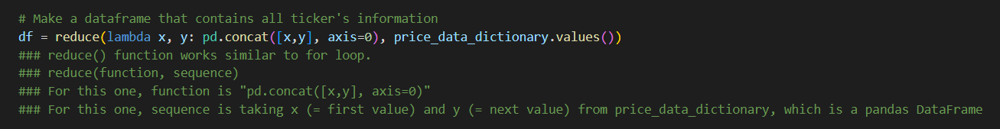 # Make a dataframe that contains all ticker's information
df = reduce(lambda x, y: pd.concat([x,y], axis=0), price_data_dictionary.values())
### reduce() function works similar to for loop.
### reduce(function, sequence)
### For this one, function is "pd.concat([x,y], axis=0)"
### For this one, sequence is taking x (= first value) and y (= next value) from price_data_dictionary, which is a pandas DataFrame